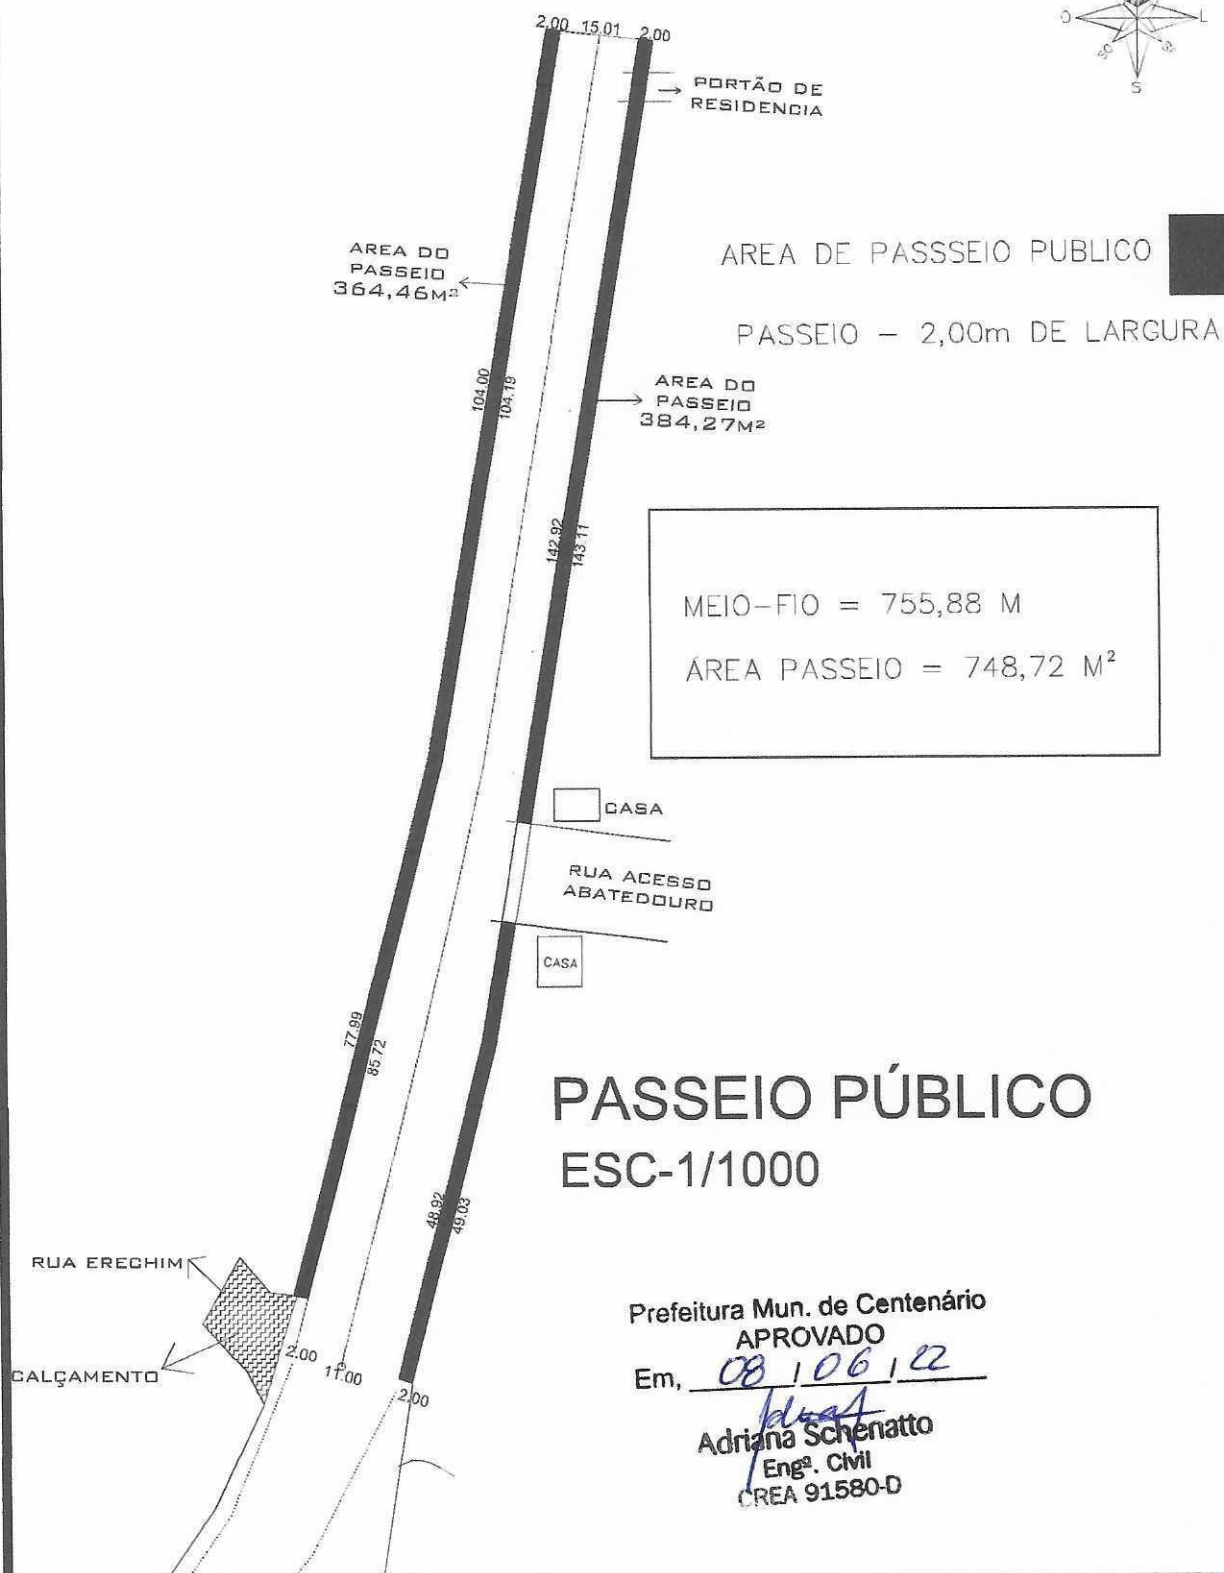 2.00 15.01 2.00
O L
SO SE
S
PORTÃO DE
RESIDENCIA
AREA DO
PASSEIO
364,46M²
AREA DE PASSSEIO PUBLICO
PASSEIO - 2,00m DE LARGURA
104.00
104.19
AREA DO
PASSEIO
384,27M²
142.92
143.11
MEIO-FIO = 755,88 M
ÁREA PASSEIO = 748,72 M²
CASA
RUA ACESSO
ABATEDOURO
CASA
77.99
85.72
PASSEIO PÚBLICO
ESC-1/1000
48.92
49.03
RUA ERECHIM
CALÇAMENTO
2.00
11.00
2.00
Prefeitura Mun. de Centenário
APROVADO
Em, 08 / 06 / 22
Adriana Schenatto
Engª. Civil
CREA 91580-D